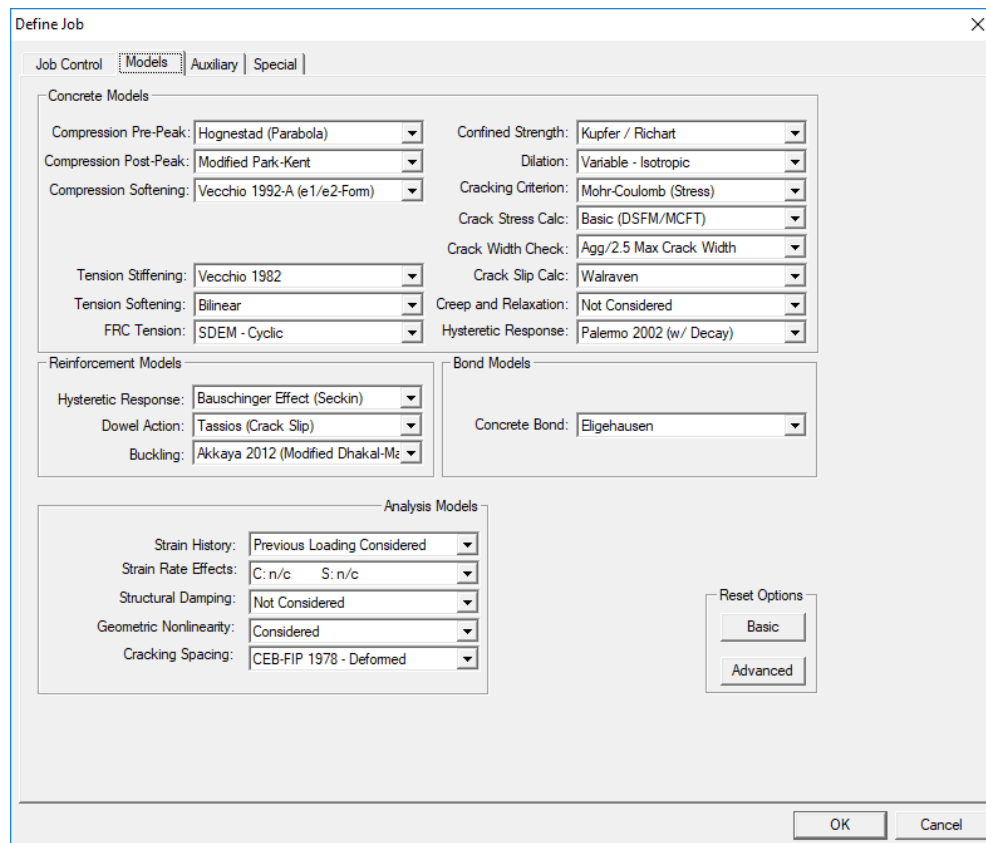 Define Job
Job Control Models Auxiliary Special
Concrete Models
Compression Pre-Peak: Hognestad (Parabola)
Compression Post-Peak: Modified Park-Kent
Compression Softening: Vecchio 1992-A (e1/e2-Form)
Tension Stiffening: Vecchio 1982
Tension Softening: Bilinear
FRC Tension: SDEM - Cyclic
Confined Strength: Kupfer / Richart
Dilation: Variable - Isotropic
Cracking Criterion: Mohr-Coulomb (Stress)
Crack Stress Calc: Basic (DSFM/MCFT)
Crack Width Check: Agg/2.5 Max Crack Width
Crack Slip Calc: Walraven
Creep and Relaxation: Not Considered
Hysteretic Response: Palermo 2002 (w/ Decay)
Reinforcement Models
Hysteretic Response: Bauschinger Effect (Seckin)
Dowel Action: Tassios (Crack Slip)
Buckling: Akkaya 2012 (Modified Dhakal-Ma
Bond Models
Concrete Bond: Eligehausen
Analysis Models
Strain History: Previous Loading Considered
Strain Rate Effects: C: n/c S: n/c
Structural Damping: Not Considered
Geometric Nonlinearity: Considered
Cracking Spacing: CEB-FIP 1978 - Deformed
Reset Options
Basic
Advanced
OK Cancel